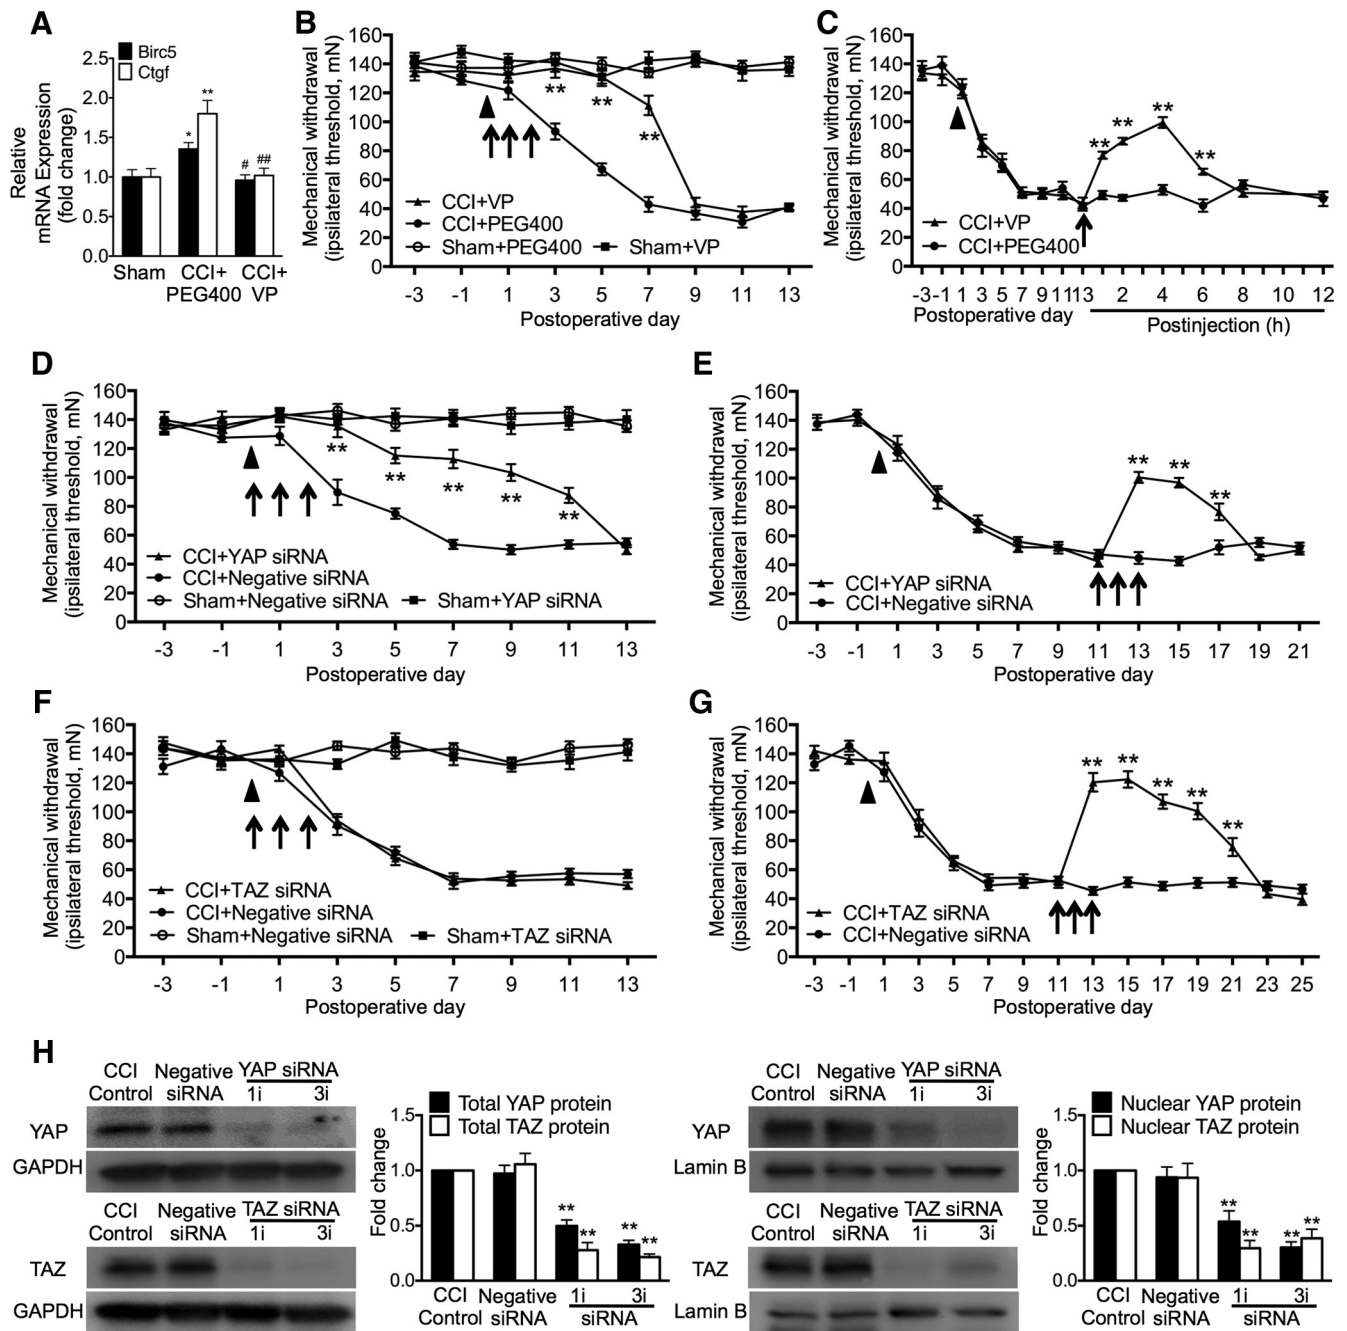 A
Birc5
Ctgf
Relative
mRNA Expression
(fold change)
2.5
2.0
1.5
1.0
0.5
0.0
*
**
#
##
Sham CCI+ CCI+
PEG400 VP
B
Mechanical withdrawal
(ipsilateral threshold, mN)
160
140
120
100
80
60
40
20
0
** ** **
CCI+VP
CCI+PEG400
Sham+PEG400 Sham+VP
-3 -1 1 3 5 7 9 11 13
Postoperative day
C
Mechanical withdrawal
(ipsilateral threshold, mN)
160
140
120
100
80
60
40
20
0
** ** ** **
CCI+VP
CCI+PEG400
-3 -1 1 3 5 7 9 11 13 2 4 6 8 10 12
Postoperative day
Postinjection (h)
D
Mechanical withdrawal
(ipsilateral threshold, mN)
160
140
120
100
80
60
40
20
0
** ** ** ** **
CCI+YAP siRNA
CCI+Negative siRNA
Sham+Negative siRNA Sham+YAP siRNA
-3 -1 1 3 5 7 9 11 13
Postoperative day
E
Mechanical withdrawal
(ipsilateral threshold, mN)
160
140
120
100
80
60
40
20
0
** ** **
CCI+YAP siRNA
CCI+Negative siRNA
-3 -1 1 3 5 7 9 11 13 15 17 19 21
Postoperative day
F
Mechanical withdrawal
(ipsilateral threshold, mN)
160
140
120
100
80
60
40
20
0
CCI+TAZ siRNA
CCI+Negative siRNA
Sham+Negative siRNA Sham+TAZ siRNA
-3 -1 1 3 5 7 9 11 13
Postoperative day
G
Mechanical withdrawal
(ipsilateral threshold, mN)
160
140
120
100
80
60
40
20
0
** ** ** ** **
CCI+TAZ siRNA
CCI+Negative siRNA
-3 -1 1 3 5 7 9 11 13 15 17 19 21 23 25
Postoperative day
H
CCI Negative YAP siRNA
Control siRNA 1i 3i
YAP
GAPDH
CCI Negative TAZ siRNA
Control siRNA 1i 3i
TAZ
GAPDH
Total YAP protein
Total TAZ protein
Fold change
1.5
1.0
0.5
0.0
** ** ** **
CCI Negative 1i 3i
Control siRNA siRNA
CCI Negative YAP siRNA
Control siRNA 1i 3i
YAP
Lamin B
CCI Negative TAZ siRNA
Control siRNA 1i 3i
TAZ
Lamin B
Nuclear YAP protein
Nuclear TAZ protein
Fold change
1.5
1.0
0.5
0.0
** ** ** **
CCI Negative 1i 3i
Control siRNA siRNA